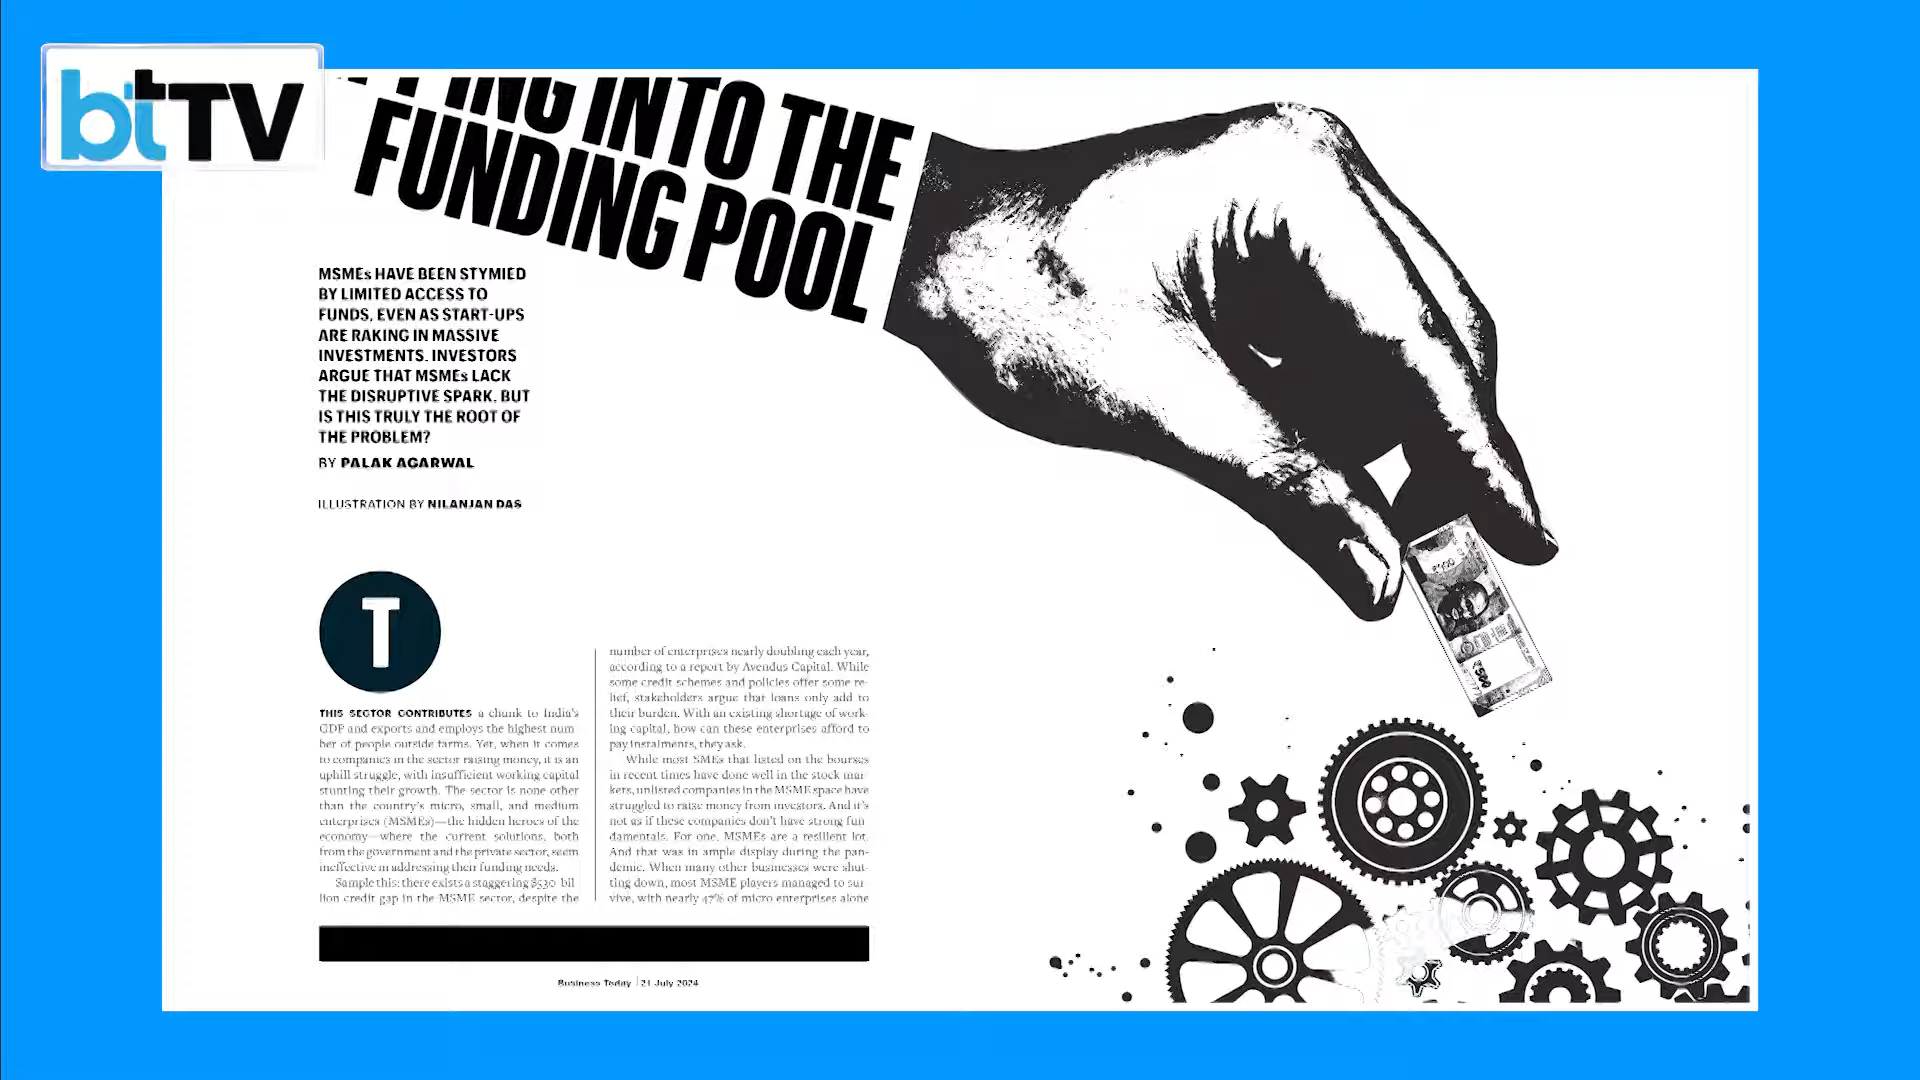 btTV
ING INTO THE
FUNDING POOL
MSMEs HAVE BEEN STYMIED
BY LIMITED ACCESS TO
FUNDS, EVEN AS START-UPS
ARE RAKING IN MASSIVE
INVESTMENTS. INVESTORS
ARGUE THAT MSMEs LACK
THE DISRUPTIVE SPARK. BUT
IS THIS TRULY THE ROOT OF
THE PROBLEM?
BY PALAK AGARWAL
ILLUSTRATION BY NILANJAN DAS
T
THIS SECTOR CONTRIBUTES a chunk to India's
GDP and exports and employs the highest num-
ber of people outside farms. Yet, when it comes
to companies in the sector raising money, it is an
uphill struggle, with insufficient working capital
stunting their growth. The sector is none other
than the country's micro, small, and medium
enterprises (MSMEs)—the hidden heroes of the
economy—where the current solutions, both
from the government and the private sector, seem
ineffective in addressing their funding needs.
Sample this: there exists a staggering $530-bil-
lion credit gap in the MSME sector, despite the
number of enterprises nearly doubling each year,
according to a report by Avendus Capital. While
some credit schemes and policies offer some re-
lief, stakeholders argue that loans only add to
their burden. With an existing shortage of work-
ing capital, how can these enterprises afford to
pay instalments, they ask.
While most SMEs that listed on the bourses
in recent times have done well in the stock mar-
kets, unlisted companies in the MSME space have
struggled to raise money from investors. And it's
not as if these companies don't have strong fun-
damentals. For one, MSMEs are a resilient lot.
And that was in ample display during the pan-
demic. When many other businesses were shut-
ting down, most MSME players managed to sur-
vive, with nearly 47% of micro enterprises alone
Business Today | 21 July 2024
₹500